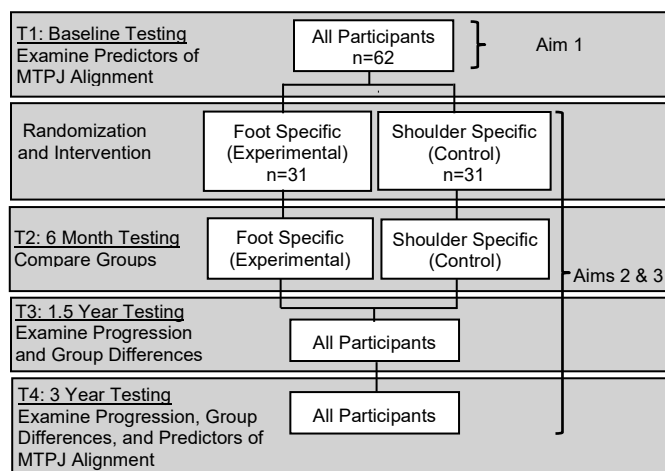 T1: Baseline Testing
Examine Predictors of
MTPJ Alignment
All Participants
n=62
Aim 1
Randomization
and Intervention
Foot Specific
(Experimental)
n=31
Shoulder Specific
(Control)
n=31
T2: 6 Month Testing
Compare Groups
Foot Specific
(Experimental)
Shoulder Specific
(Control)
Aims 2 & 3
T3: 1.5 Year Testing
Examine Progression
and Group Differences
All Participants
T4: 3 Year Testing
Examine Progression, Group
Differences, and Predictors of
MTPJ Alignment
All Participants